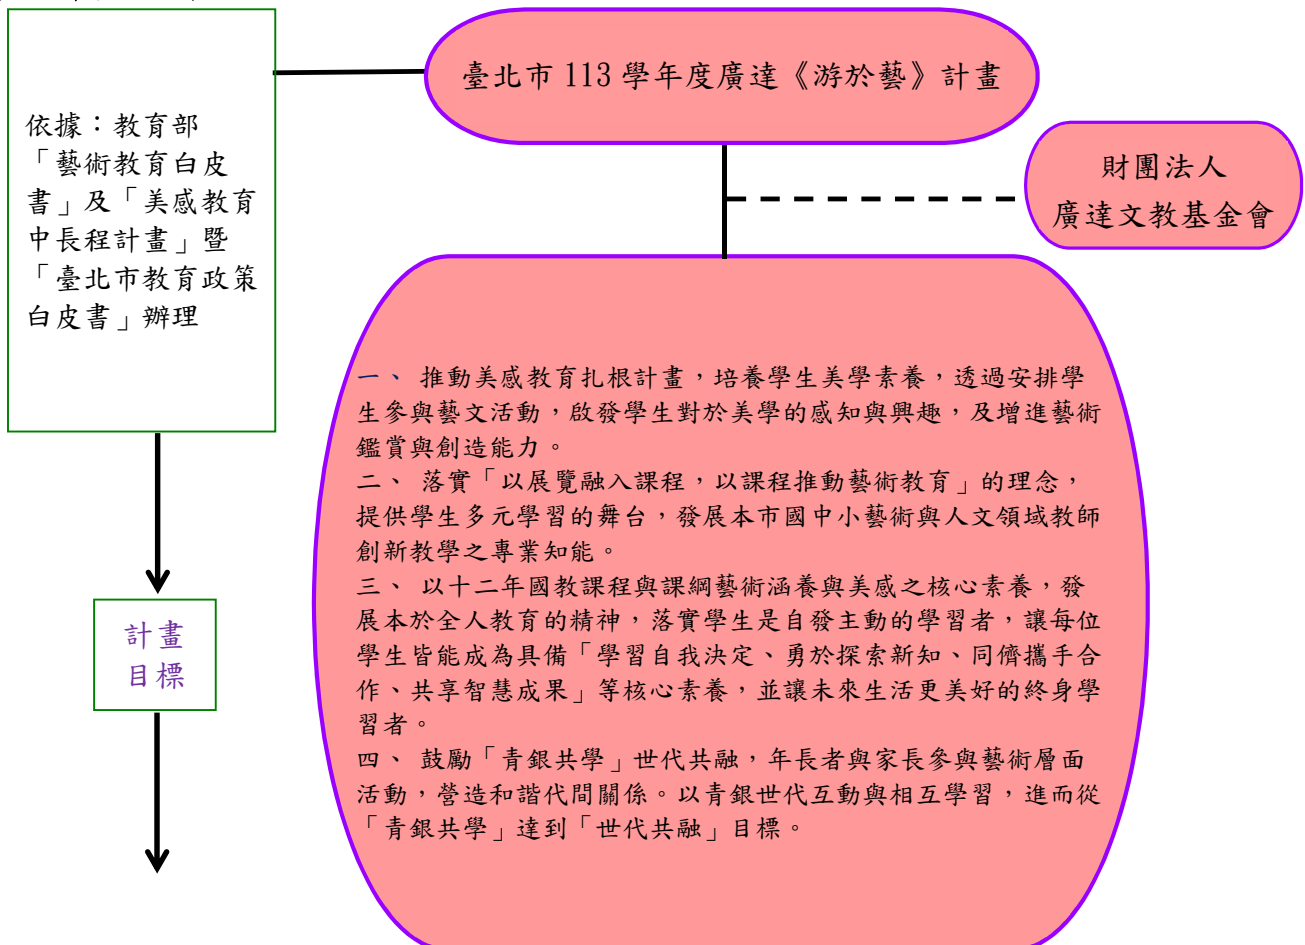 臺北市 113 學年度廣達《游於藝》計畫
依據：教育部
「藝術教育白皮
書」及「美感教育
中長程計畫」暨
「臺北市教育政策
白皮書」辦理
財團法人
廣達文教基金會
一、 推動美感教育扎根計畫，培養學生美學素養，透過安排學
生參與藝文活動，啟發學生對於美學的感知與興趣，及增進藝術
鑑賞與創造能力。
二、 落實「以展覽融入課程，以課程推動藝術教育」的理念，
提供學生多元學習的舞台，發展本市國中小藝術與人文領域教師
創新教學之專業知能。
三、 以十二年國教課程與課綱藝術涵養與美感之核心素養，發
展本於全人教育的精神，落實學生是自發主動的學習者，讓每位
學生皆能成為具備「學習自我決定、勇於探索新知、同儕攜手合
作、共享智慧成果」等核心素養，並讓未來生活更美好的終身學
習者。
四、 鼓勵「青銀共學」世代共融，年長者與家長參與藝術層面
活動，營造和諧代間關係。以青銀世代互動與相互學習，進而從
「青銀共學」達到「世代共融」目標。
計畫
目標